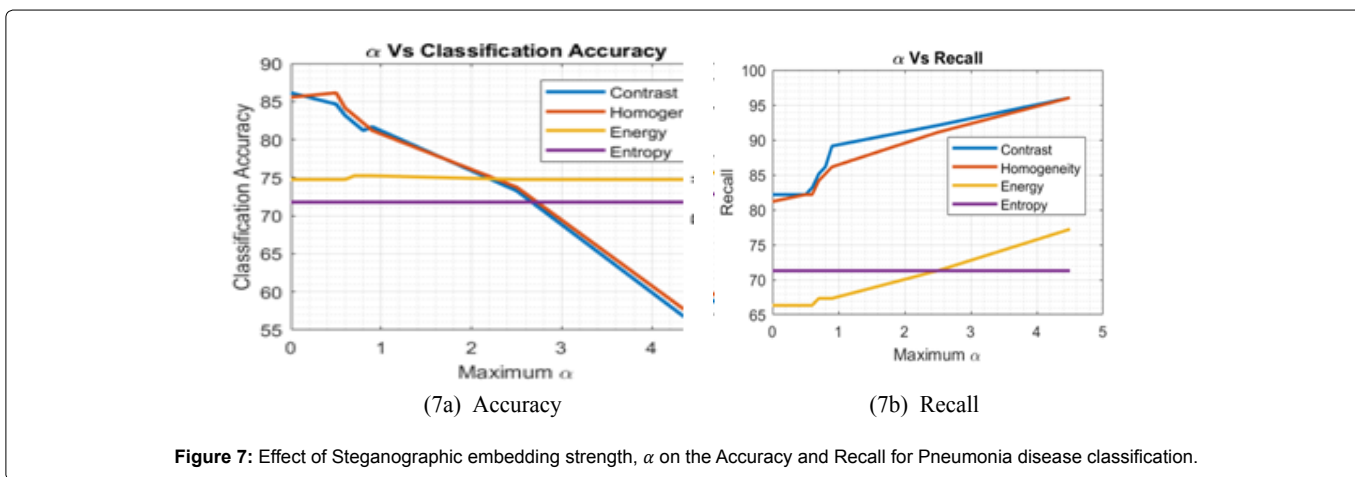 α Vs Classification Accuracy
90
85
80
75
70
65
60
55
Classification Accuracy
Contrast
Homoger
Energy
Entropy
0 1 2 3 4
Maximum α
(7a) Accuracy
α Vs Recall
100
95
90
85
80
75
70
65
Recall
Contrast
Homogeneity
Energy
Entropy
0 1 2 3 4 5
Maximum α
(7b) Recall
Figure 7: Effect of Steganographic embedding strength, α on the Accuracy and Recall for Pneumonia disease classification.